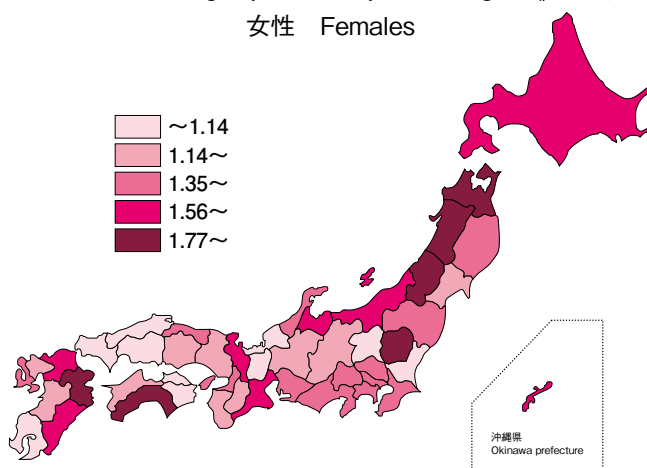 女性 Females
～1.14
1.14～
1.35～
1.56～
1.77～
沖縄県
Okinawa prefecture